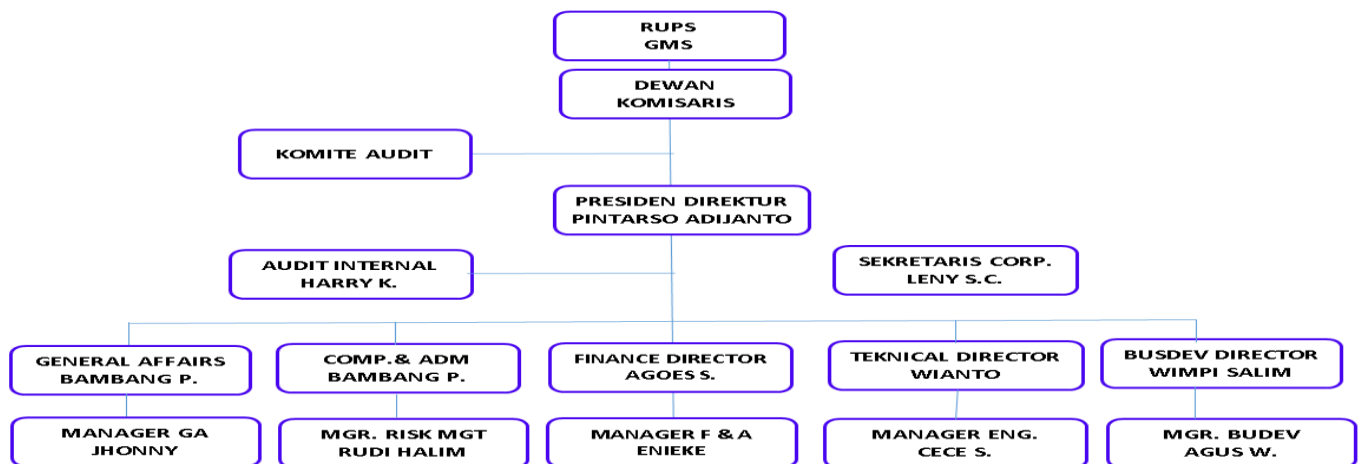 RUPS
GMS
DEWAN
KOMISARIS
KOMITE AUDIT
PRESIDEN DIREKTUR
PINTARSO ADIJANTO
AUDIT INTERNAL
HARRY K.
SEKRETARIS CORP.
LENY S.C.
GENERAL AFFAIRS
BAMBANG P.
COMP.& ADM
BAMBANG P.
FINANCE DIRECTOR
AGOES S.
TEKNICAL DIRECTOR
WIANTO
BUSDEV DIRECTOR
WIMPI SALIM
MANAGER GA
JHONNY
MGR. RISK MGT
RUDI HALIM
MANAGER F & A
ENIEKE
MANAGER ENG.
CECE S.
MGR. BUDEV
AGUS W.